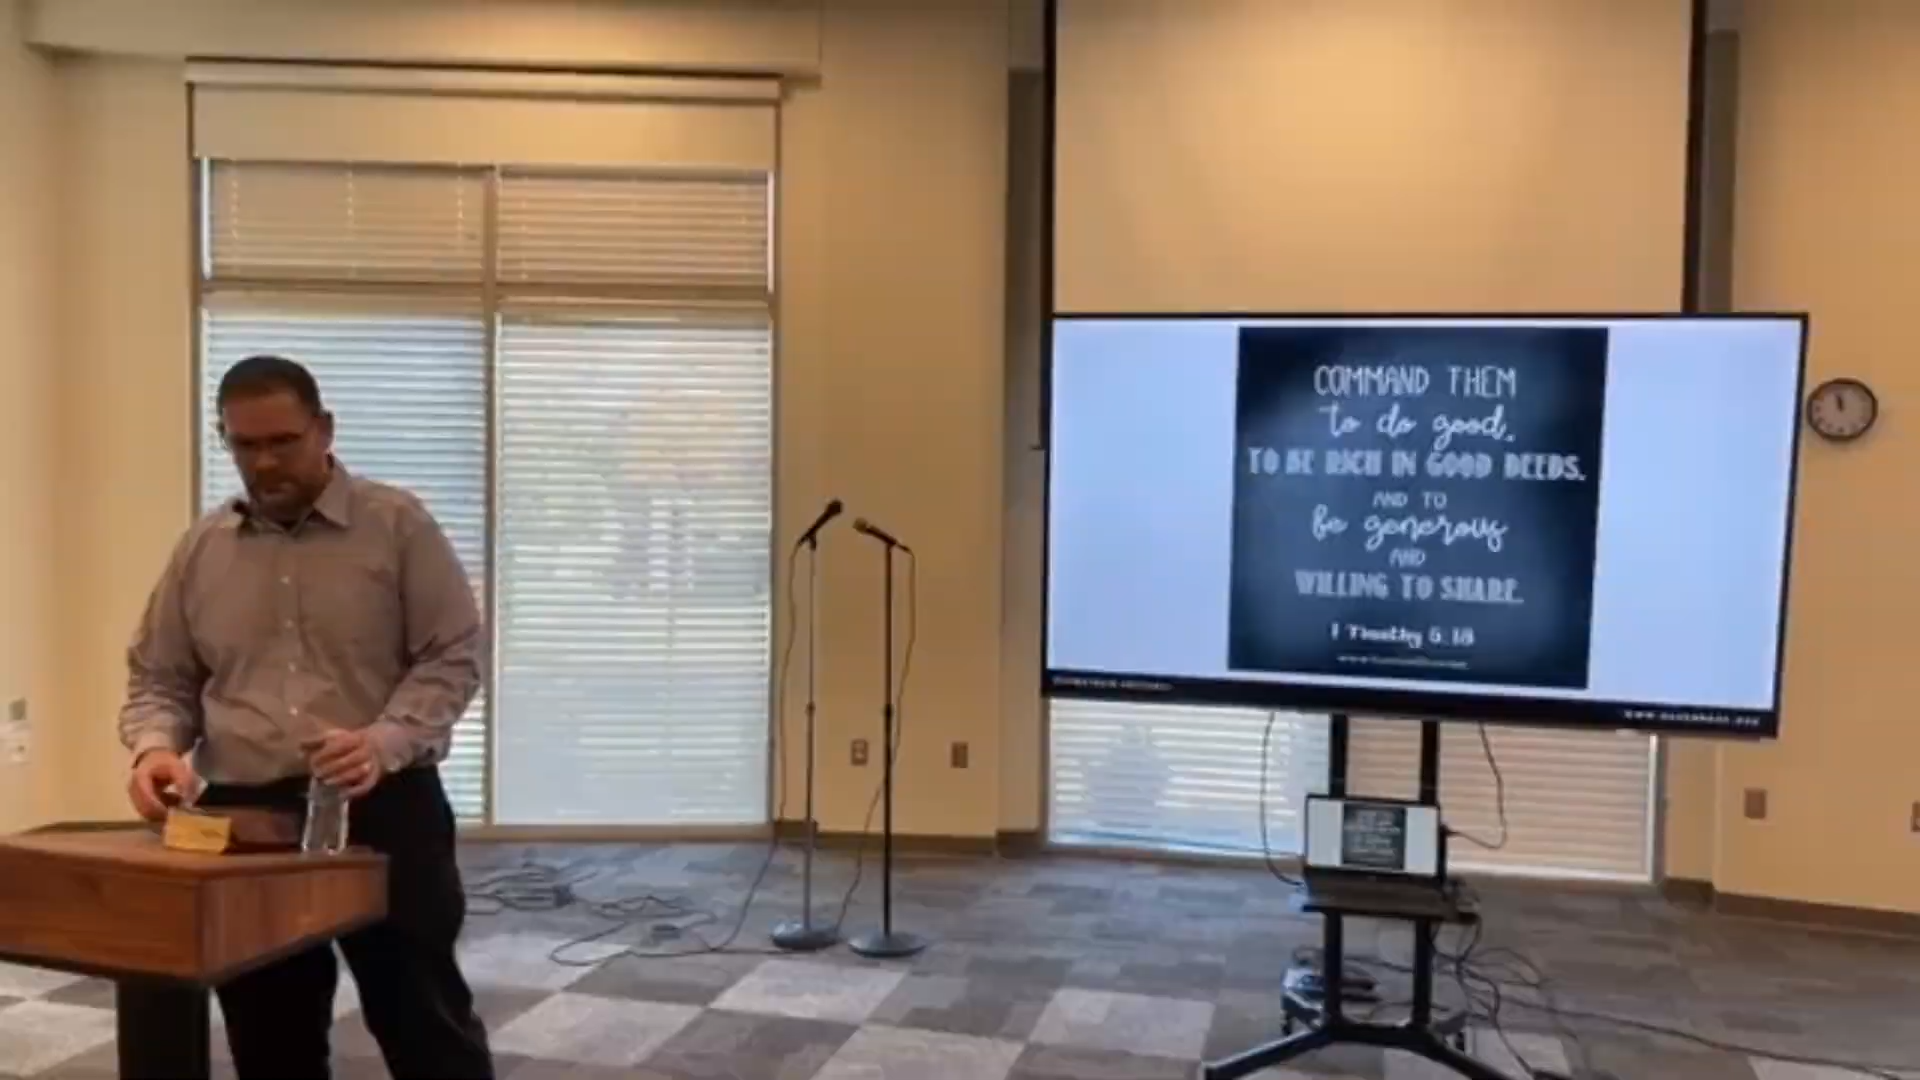 COMMAND THEM
to do good,
TO BE RICH IN GOOD DEEDS,
AND TO
be generous
AND
WILLING TO SHARE.
1 Timothy 6:18